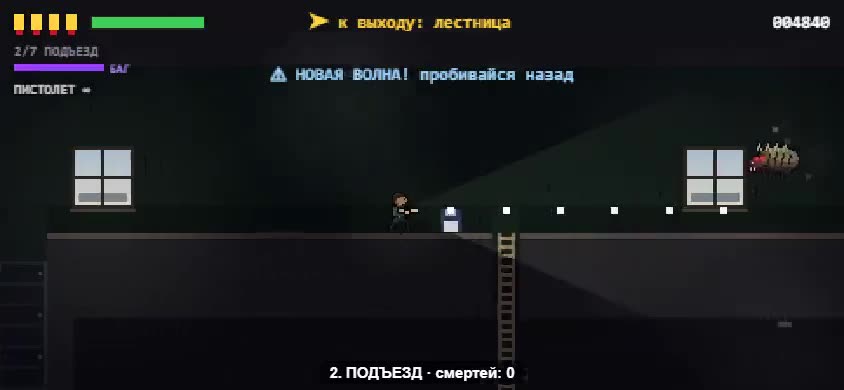 к выходу: лестница
004840
2/7 ПОДЪЕЗД
БАГ
ПИСТОЛЕТ ∞
⚠ НОВАЯ ВОЛНА! пробивайся назад
2. ПОДЪЕЗД · смертей: 0